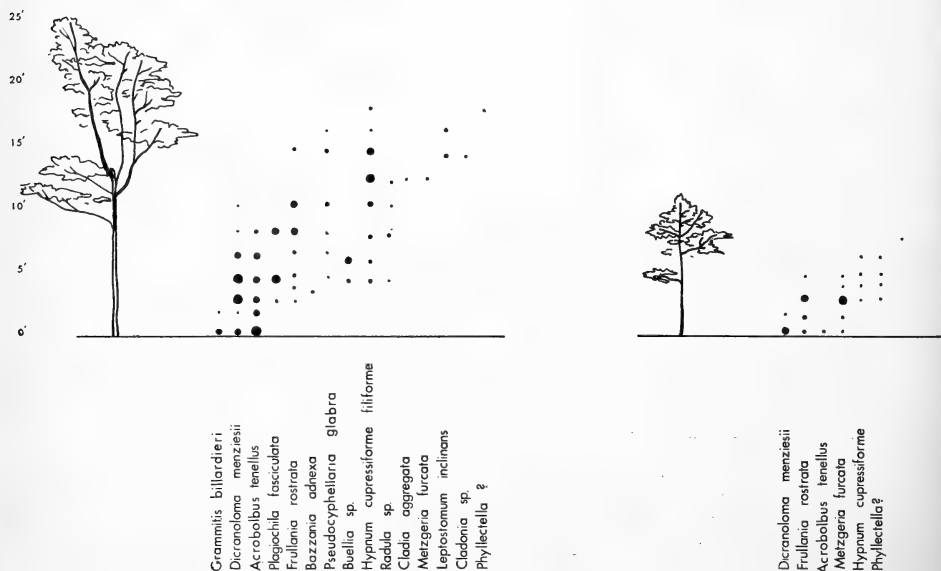 25'
20'
15'
10'
5'
0'
Grammitis billardieri
Dicranoloma menziesii
Acrobolbus tenellus
Plagiochila fasciculata
Frullania rostrata
Bazzania adnexa
Pseudocyphellaria glabra
Buellia sp.
Hypnum cupressiforme filiforme
Radula sp.
Cladia aggregata
Metzgeria furcata
Leptostomum inclinans
Cladonia sp.
Phyllectella ?
Dicranoloma menziesii
Frullania rostrata
Acrobolbus tenellus
Metzgeria furcata
Hypnum cupressiforme
Phyllectella?